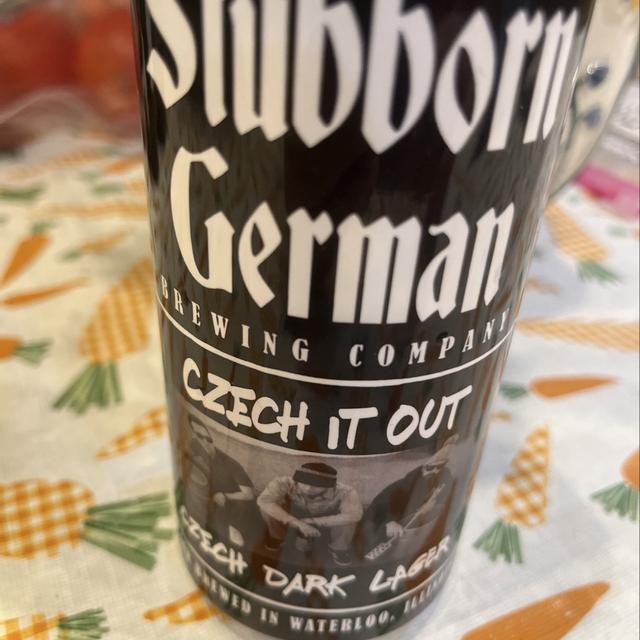 Stubborn
German
BREWING COMPANY
CZECH IT OUT
CZECH DARK LAGER
BREWED IN WATERLOO,